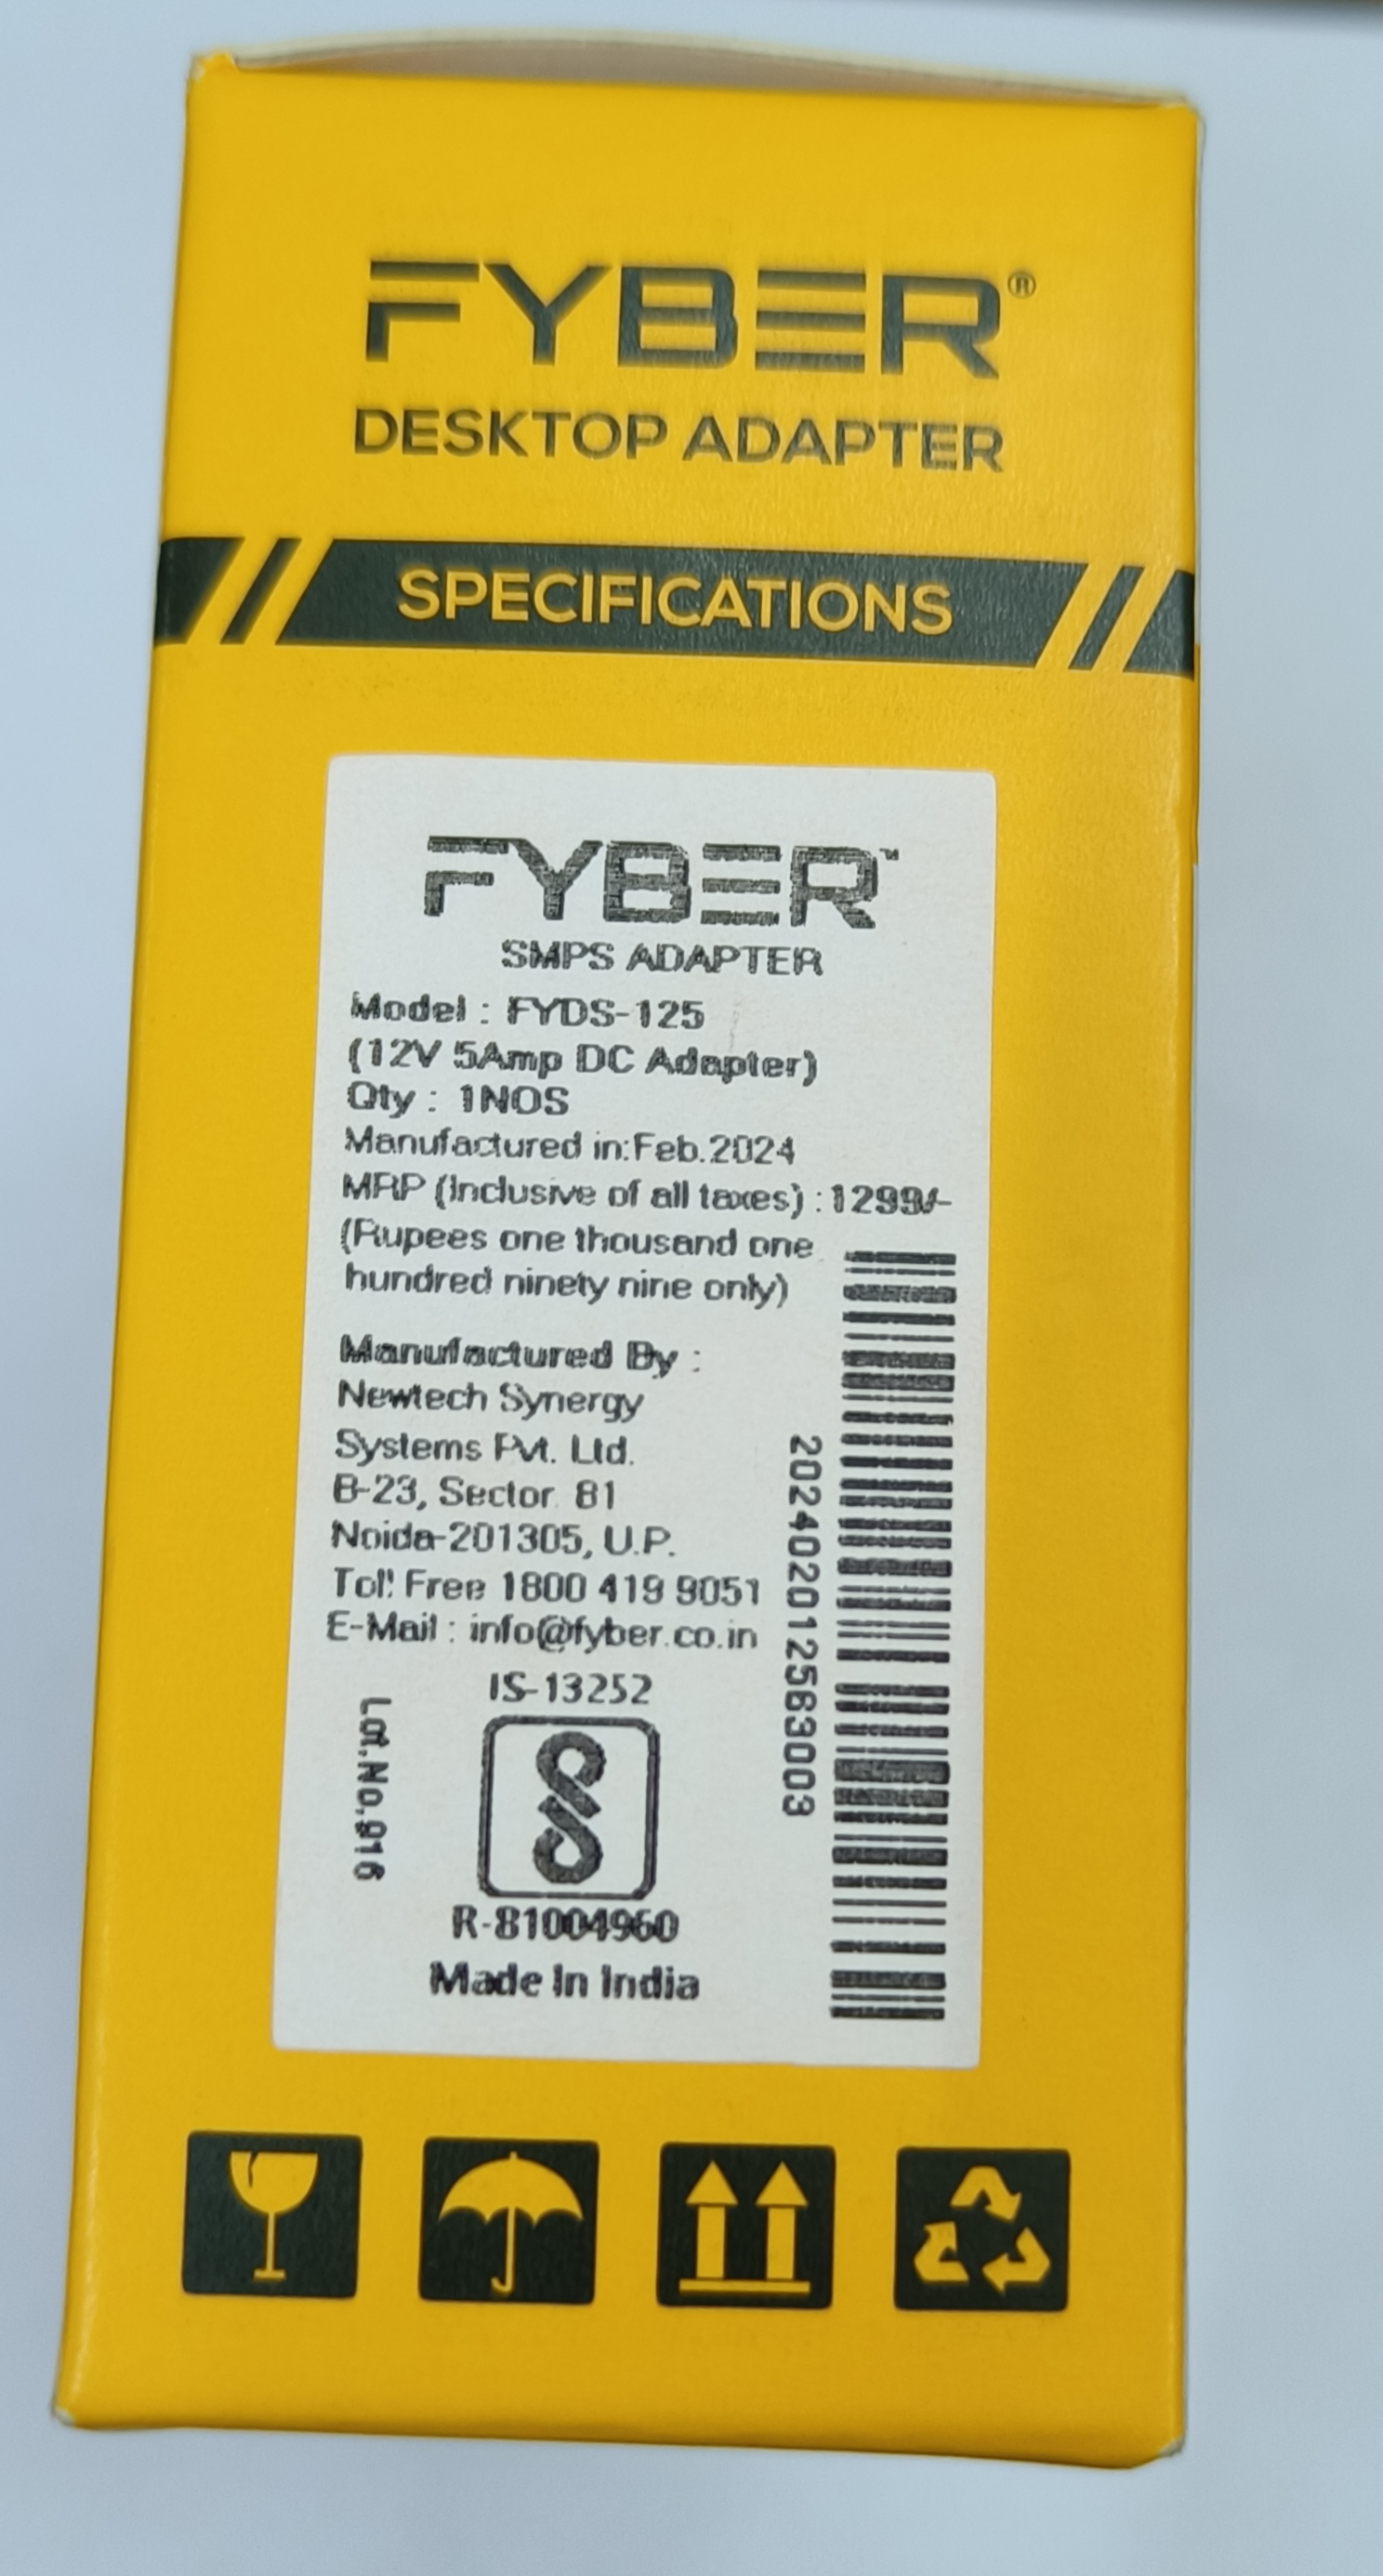 FYBER®
DESKTOP ADAPTER
SPECIFICATIONS
FYBER™
SMPS ADAPTER
Model : FYDS-125
(12V 5Amp DC Adapter)
Qty : 1NOS
Manufactured in:Feb.2024
MRP (Inclusive of all taxes) : 1299/-
(Rupees one thousand one
hundred ninety nine only)
Manufactured By :
Newtech Synergy
Systems Pvt. Ltd.
B-23, Sector 81
Noida-201305, U.P.
Toll Free 1800 419 9051
E-Mail : info@fyber.co.in
202402012563003
IS-13252
Lot.No.916
R-81004960
Made In India